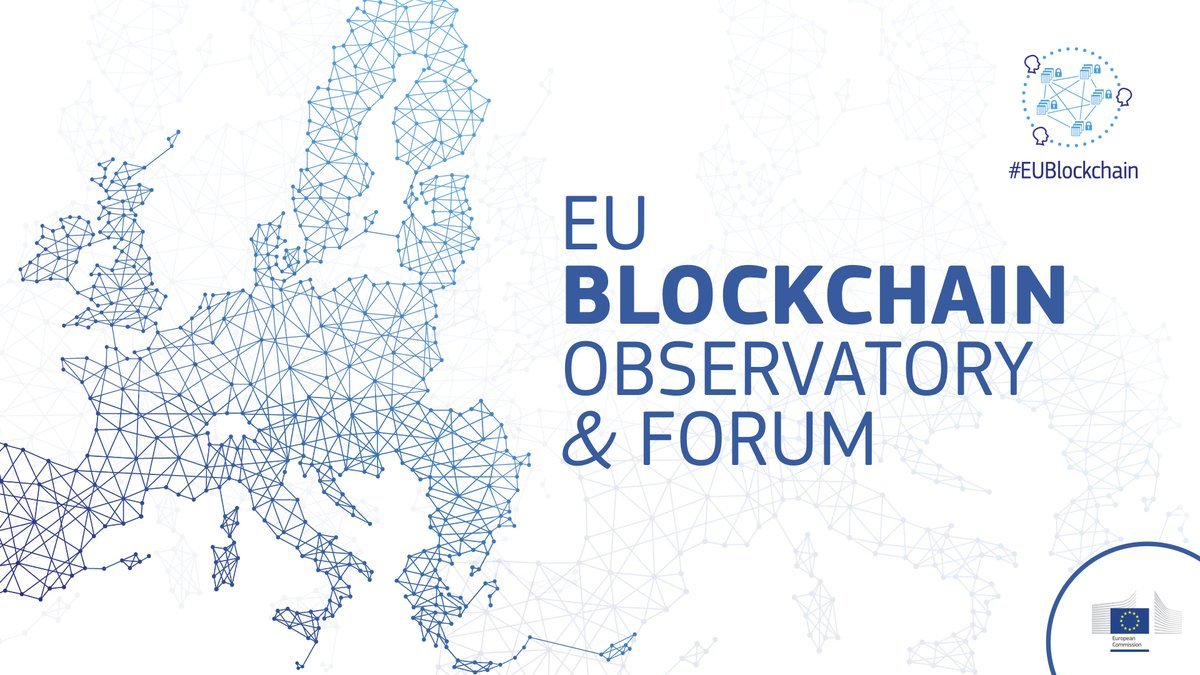 #EUBlockchain
EU
BLOCKCHAIN
OBSERVATORY
& FORUM
European
Commission